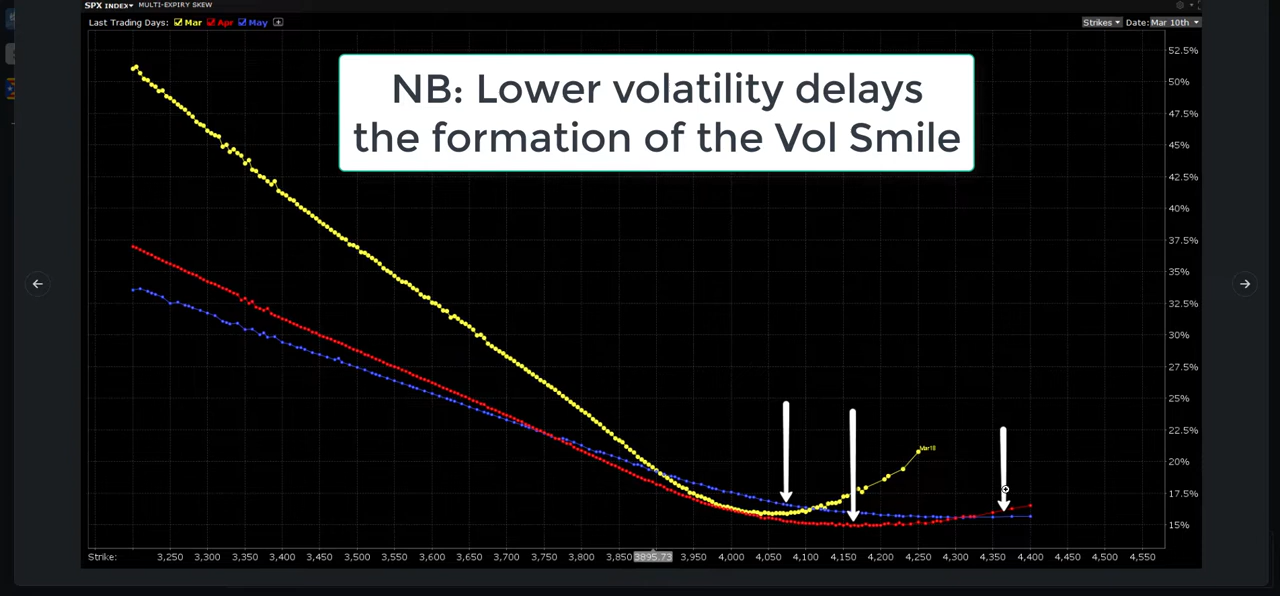 SPX INDEX▾ MULTI-EXPIRY SKEW
Last Trading Days: Mar Apr May
Strikes Date: Mar 10th
NB: Lower volatility delays
the formation of the Vol Smile
52.5%
50%
47.5%
45%
42.5%
40%
37.5%
35%
32.5%
30%
27.5%
25%
22.5%
20%
17.5%
15%
Mar18
Strike: 3,250 3,300 3,350 3,400 3,450 3,500 3,550 3,600 3,650 3,700 3,750 3,800 3,850 3895.73 3,950 4,000 4,050 4,100 4,150 4,200 4,250 4,300 4,350 4,400 4,450 4,500 4,550